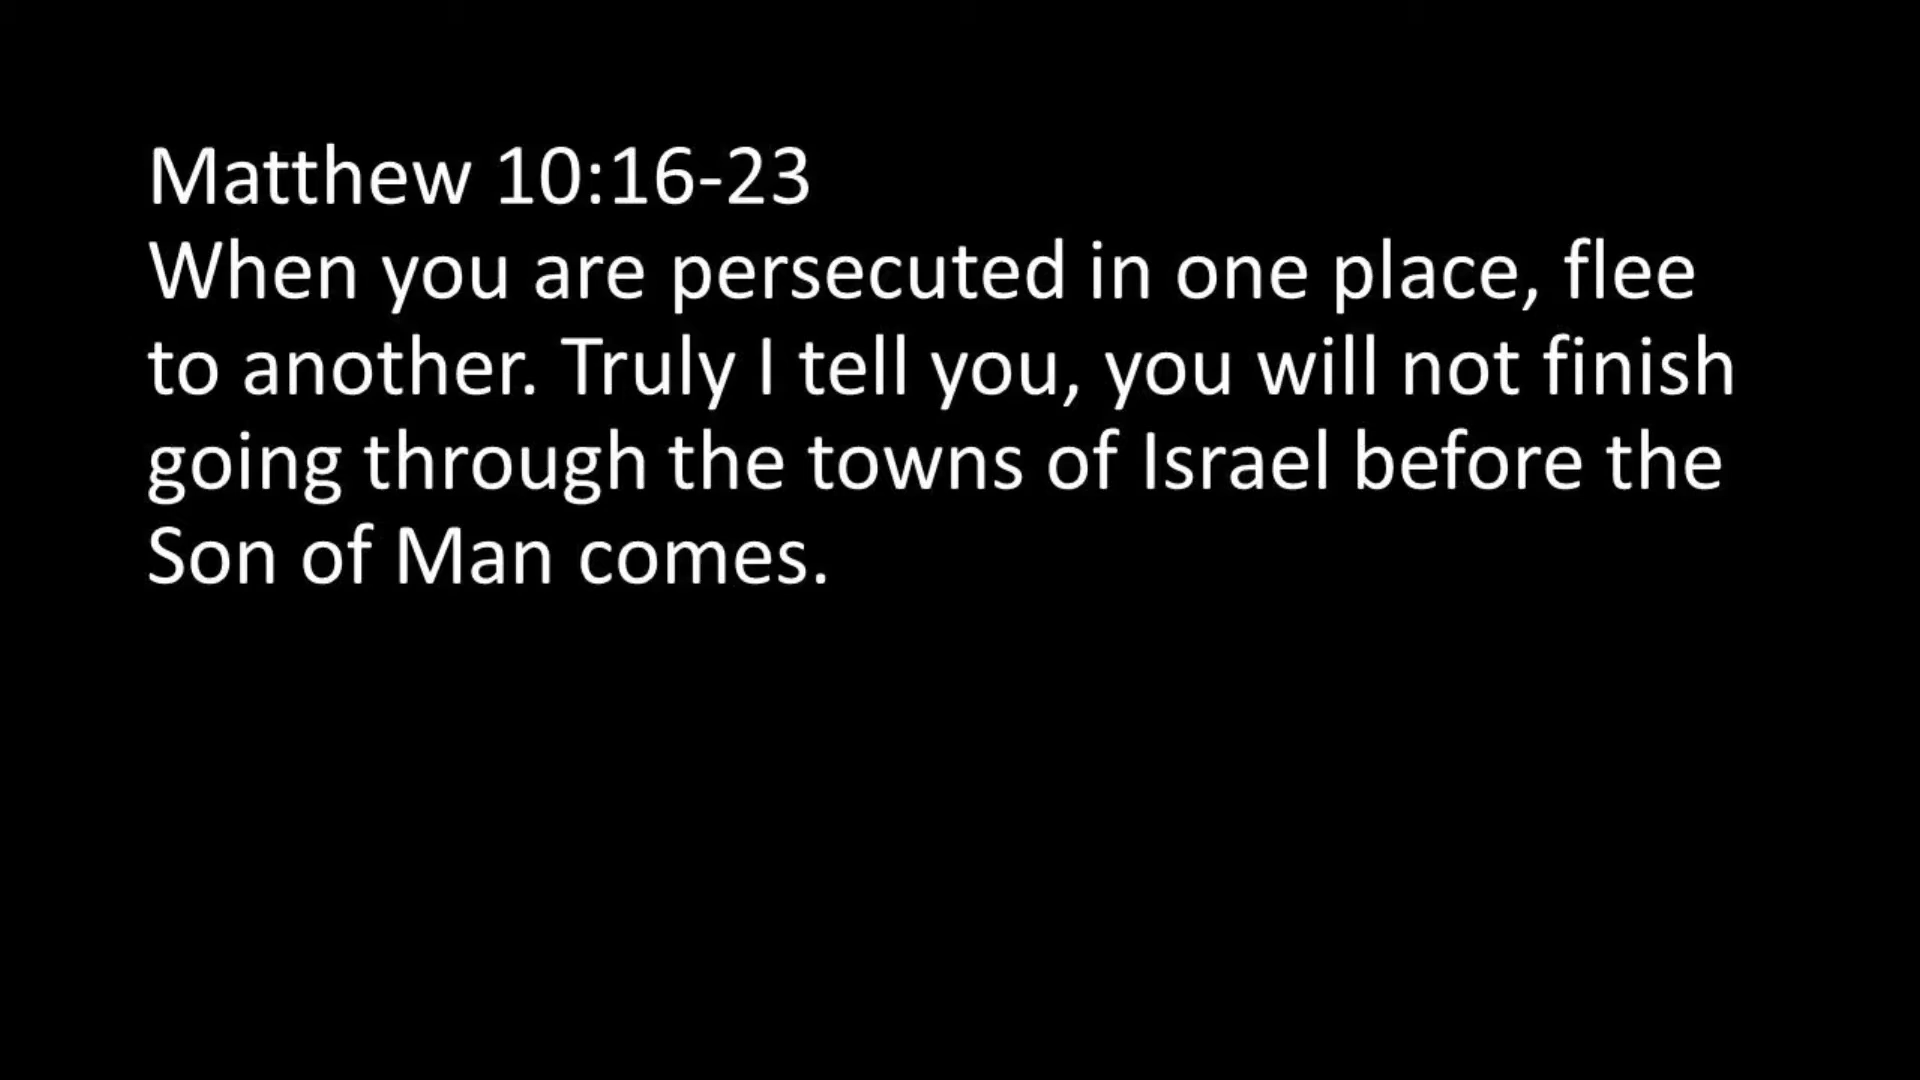 Matthew 10:16-23
When you are persecuted in one place, flee
to another. Truly I tell you, you will not finish
going through the towns of Israel before the
Son of Man comes.